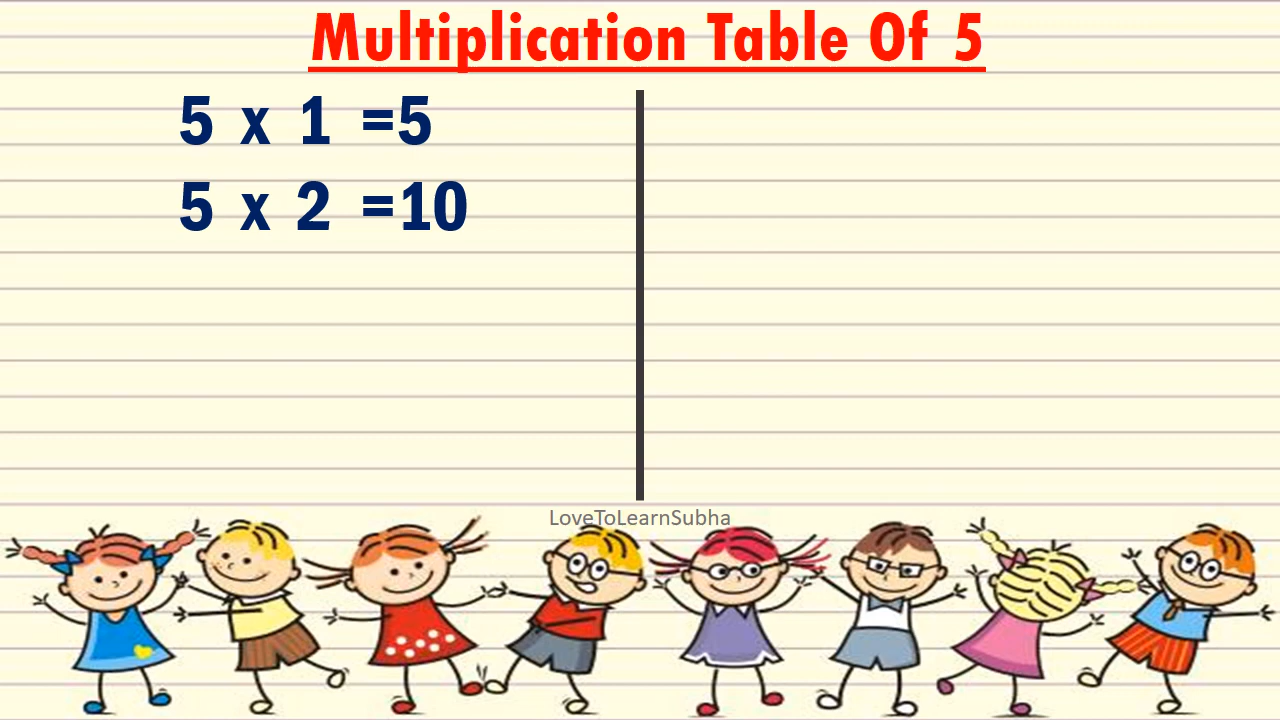 Multiplication Table Of 5
5 x 1 =5
5 x 2 =10
LoveToLearnSubha